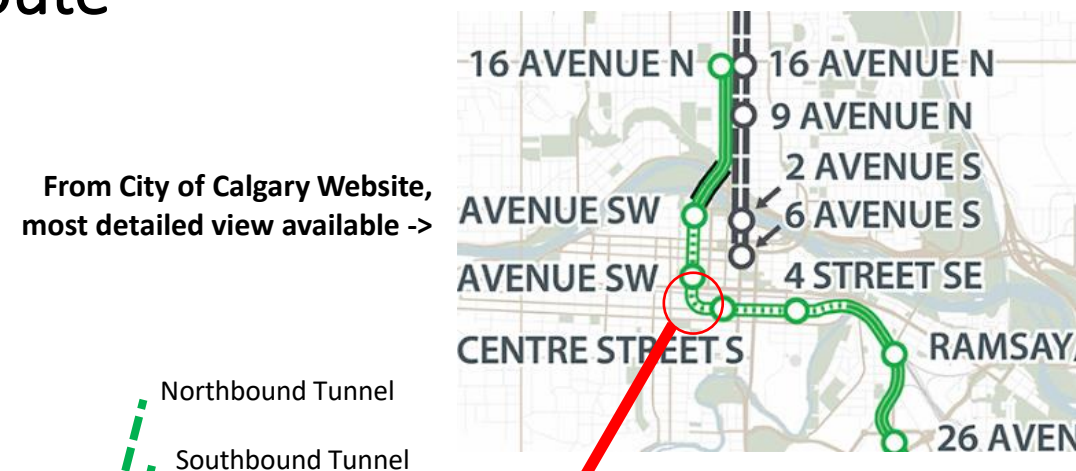 16 AVENUE N
16 AVENUE N
9 AVENUE N
2 AVENUE S
From City of Calgary Website,
AVENUE SW
6 AVENUE S
most detailed view available ->
AVENUE SW
4 STREET SE
CENTRE STREET S
RAMSAY/
Northbound Tunnel
26 AVEN
Southbound Tunnel